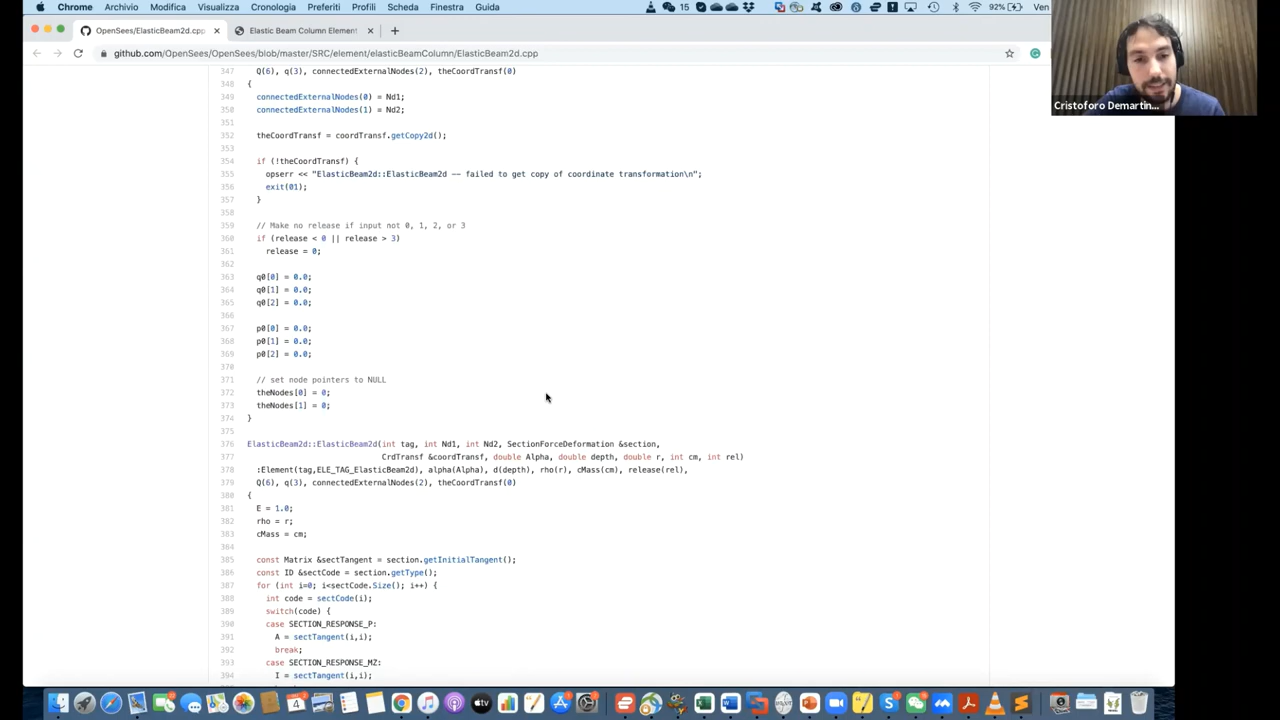 Chrome Archivio Modifica Visualizza Cronologia Preferiti Profili Scheda Finestra Guida 15 92% Ven
OpenSees/ElasticBeam2d.cpp Elastic Beam Column Element
github.com/OpenSees/OpenSees/blob/master/SRC/element/elasticBeamColumn/ElasticBeam2d.cpp
Cristoforo Demartin...
347 Q(6), q(3), connectedExternalNodes(2), theCoordTransf(0)
348 {
349 connectedExternalNodes(0) = Nd1;
350 connectedExternalNodes(1) = Nd2;
351
352 theCoordTransf = coordTransf.getCopy2d();
353
354 if (!theCoordTransf) {
355 opserr << "ElasticBeam2d::ElasticBeam2d -- failed to get copy of coordinate transformation\n";
356 exit(01);
357 }
358
359 // Make no release if input not 0, 1, 2, or 3
360 if (release < 0 || release > 3)
361 release = 0;
362
363 q0[0] = 0.0;
364 q0[1] = 0.0;
365 q0[2] = 0.0;
366
367 p0[0] = 0.0;
368 p0[1] = 0.0;
369 p0[2] = 0.0;
370
371 // set node pointers to NULL
372 theNodes[0] = 0;
373 theNodes[1] = 0;
374 }
375
376 ElasticBeam2d::ElasticBeam2d(int tag, int Nd1, int Nd2, SectionForceDeformation &section,
377 CrdTransf &coordTransf, double Alpha, double depth, double r, int cm, int rel)
378 :Element(tag,ELE_TAG_ElasticBeam2d), alpha(Alpha), d(depth), rho(r), cMass(cm), release(rel),
379 Q(6), q(3), connectedExternalNodes(2), theCoordTransf(0)
380 {
381 E = 1.0;
382 rho = r;
383 cMass = cm;
384
385 const Matrix &sectTangent = section.getInitialTangent();
386 const ID &sectCode = section.getType();
387 for (int i=0; i<sectCode.Size(); i++) {
388 int code = sectCode(i);
389 switch(code) {
390 case SECTION_RESPONSE_P:
391 A = sectTangent(i,i);
392 break;
393 case SECTION_RESPONSE_MZ:
394 I = sectTangent(i,i);